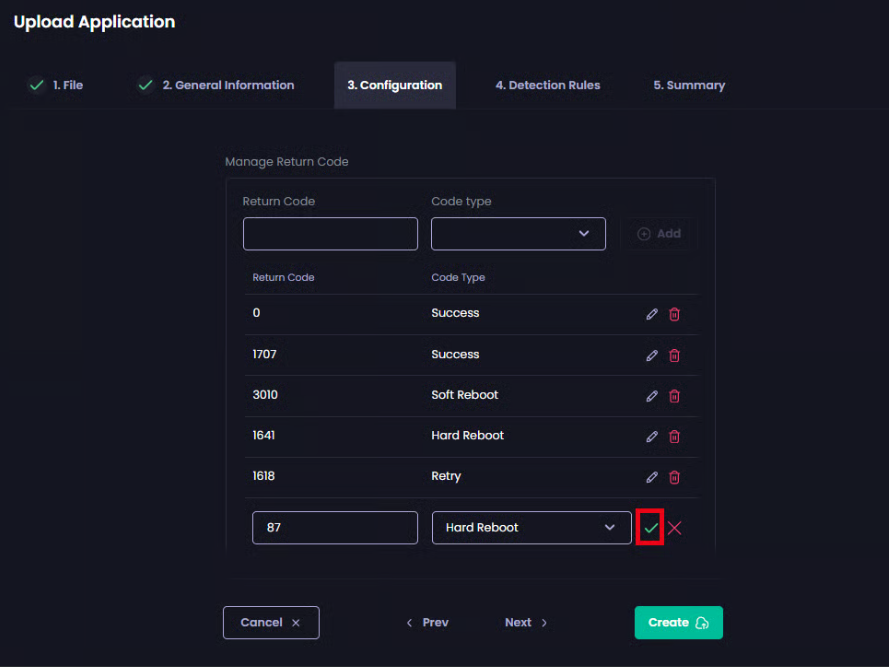 Upload Application
1. File
2. General Information
3. Configuration
4. Detection Rules
5. Summary
Manage Return Code
Return Code
Code type
Add
Return Code
Code Type
0
Success
1707
Success
3010
Soft Reboot
1641
Hard Reboot
1618
Retry
87
Hard Reboot
Cancel
Prev
Next
Create